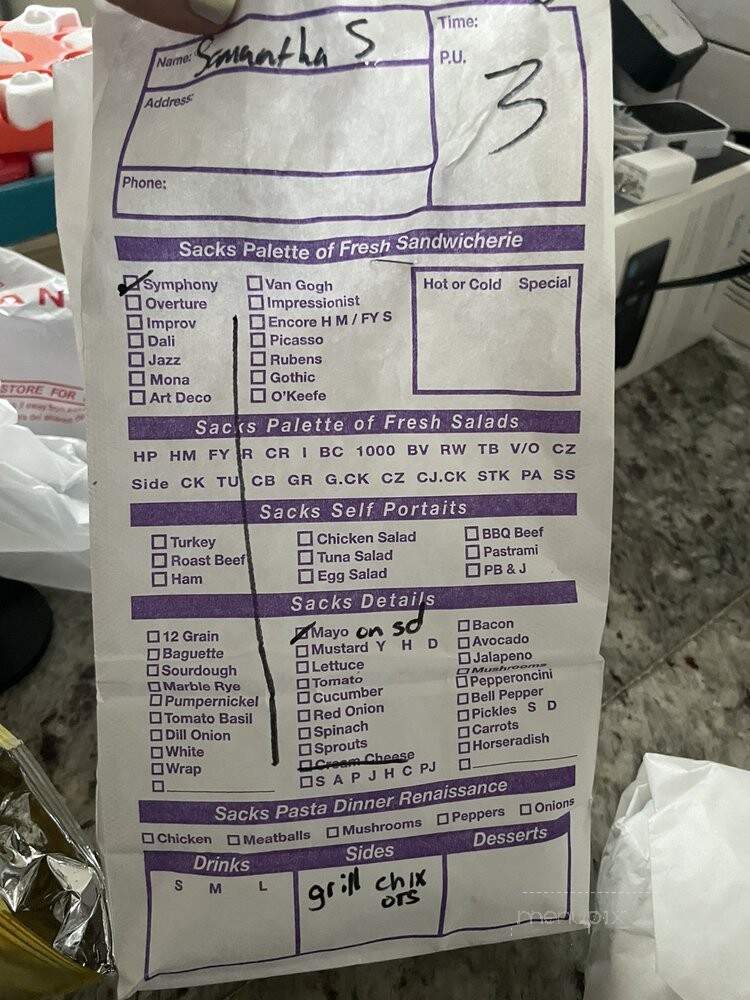 Name: Samantha S
Time:
P.U.
3
Address:
Phone:
Sacks Palette of Fresh Sandwicherie
Symphony
Overture
Improv
Dali
Jazz
Mona
Art Deco
Van Gogh
Impressionist
Encore H M / FY S
Picasso
Rubens
Gothic
O'Keefe
Hot or Cold Special
Sacks Palette of Fresh Salads
HP HM FY R CR I BC 1000 BV RW TB V/O CZ
Side CK TU CB GR G.CK CZ CJ.CK STK PA SS
Sacks Self Portaits
Turkey
Roast Beef
Ham
Chicken Salad
Tuna Salad
Egg Salad
BBQ Beef
Pastrami
PB & J
Sacks Details
12 Grain
Baguette
Sourdough
Marble Rye
Pumpernickel
Tomato Basil
Dill Onion
White
Wrap
Mayo on sd
Mustard Y H D
Lettuce
Tomato
Cucumber
Red Onion
Spinach
Sprouts
Cream Cheese
S A P J H C PJ
Bacon
Avocado
Jalapeno
Mushrooms
Pepperoncini
Bell Pepper
Pickles S D
Carrots
Horseradish
Sacks Pasta Dinner Renaissance
Chicken Meatballs Mushrooms Peppers Onions
Drinks
S M L
Sides
grill chix
OTS
Desserts
STORE FOR
menupix